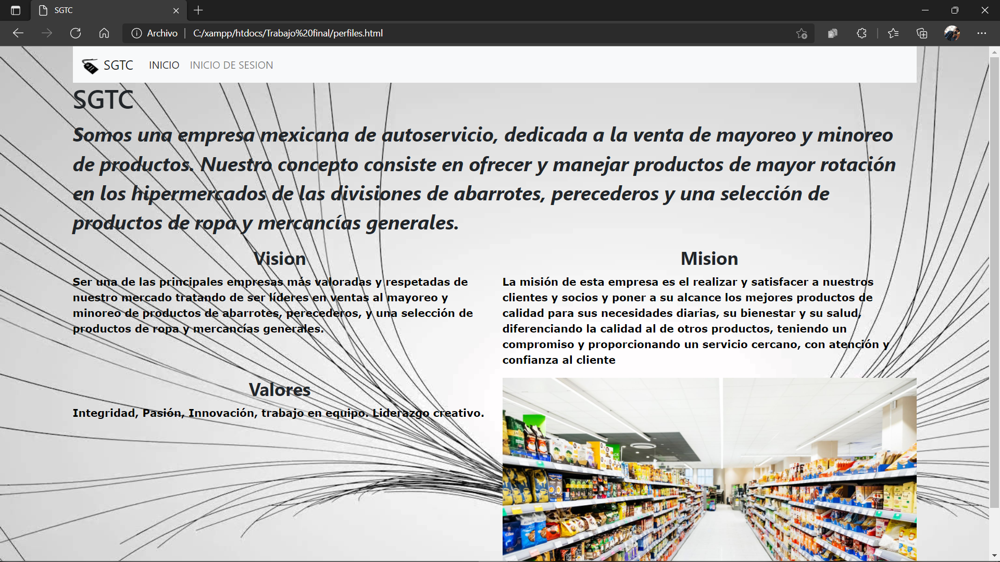 SGTC
Archivo
C:/xampp/htdocs/Trabajo%20final/perfiles.html
SGTC INICIO INICIO DE SESION
SGTC
Somos una empresa mexicana de autoservicio, dedicada a la venta de mayoreo y minoreo
de productos. Nuestro concepto consiste en ofrecer y manejar productos de mayor rotación
en los hipermercados de las divisiones de abarrotes, perecederos y una selección de
productos de ropa y mercancías generales.
Vision
Ser una de las principales empresas más valoradas y respetadas de
nuestro mercado tratando de ser líderes en ventas al mayoreo y
minoreo de productos de abarrotes, perecederos, y una selección de
productos de ropa y mercancías generales.
Mision
La misión de esta empresa es el realizar y satisfacer a nuestros
clientes y socios y poner a su alcance los mejores productos de
calidad para sus necesidades diarias, su bienestar y su salud,
diferenciando la calidad al de otros productos, teniendo un
compromiso y proporcionando un servicio cercano, con atención y
confianza al cliente
Valores
Integridad, Pasión, Innovación, trabajo en equipo. Liderazgo creativo.